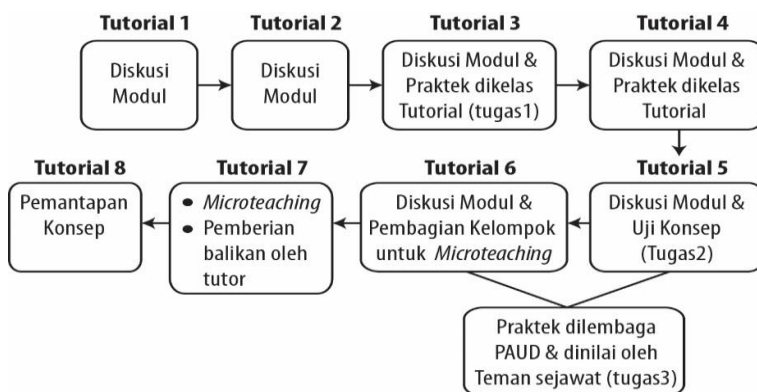 Tutorial 1
Diskusi
Modul
Tutorial 2
Diskusi
Modul
Tutorial 3
Diskusi Modul &
Praktek dikelas
Tutorial (tugas1)
Tutorial 4
Diskusi Modul &
Praktek dikelas
Tutorial
Tutorial 5
Diskusi Modul &
Uji Konsep
(Tugas2)
Tutorial 6
Diskusi Modul &
Pembagian Kelompok
untuk Microteaching
Tutorial 7
● Microteaching
● Pemberian
balikan oleh
tutor
Tutorial 8
Pemantapan
Konsep
Praktek dilembaga
PAUD & dinilai oleh
Teman sejawat (tugas3)